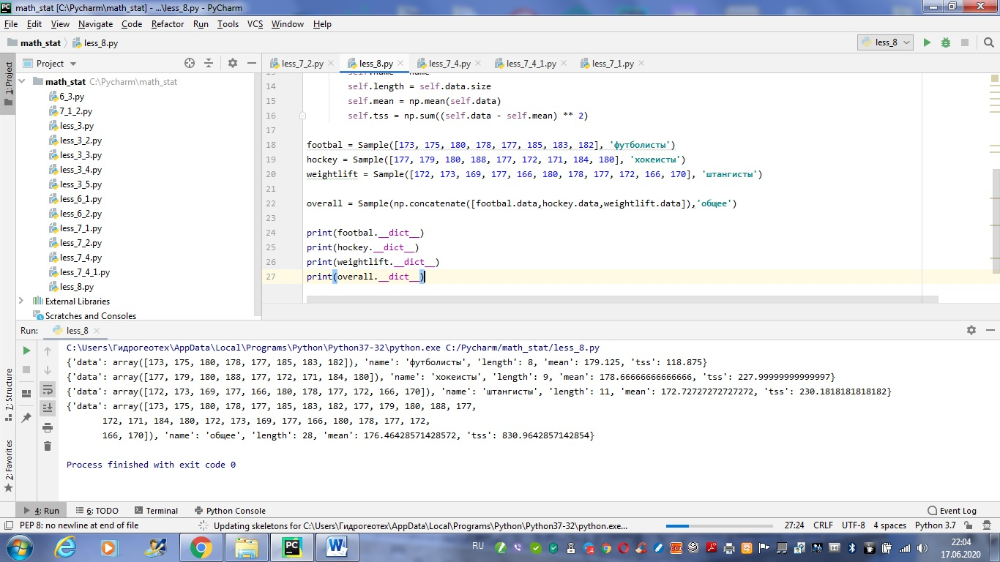 math_stat [C:\Pycharm\math_stat] - ...\less_8.py - PyCharm
File Edit View Navigate Code Refactor Run Tools VCS Window Help
math_stat less_8.py less_8
1: Project
Project
less_7_2.py less_8.py less_7_4.py less_7_4_1.py less_7_1.py
math_stat C:\Pycharm\math_stat
6_3.py
7_1_2.py
less_3.py
less_3_2.py
less_3_3.py
less_3_4.py
less_3_5.py
less_6_1.py
less_6_2.py
less_7_1.py
less_7_2.py
less_7_4.py
less_7_4_1.py
less_8.py
External Libraries
Scratches and Consoles
13 self.name = name
14 self.length = self.data.size
15 self.mean = np.mean(self.data)
16 self.tss = np.sum((self.data - self.mean) ** 2)
17
18 footbal = Sample([173, 175, 180, 178, 177, 185, 183, 182], 'футболисты')
19 hockey = Sample([177, 179, 180, 188, 177, 172, 171, 184, 180], 'хокеисты')
20 weightlift = Sample([172, 173, 169, 177, 166, 180, 178, 177, 172, 166, 170], 'штангисты')
21
22 overall = Sample(np.concatenate([footbal.data,hockey.data,weightlift.data]),'общее')
23
24 print(footbal.__dict__)
25 print(hockey.__dict__)
26 print(weightlift.__dict__)
27 print(overall.__dict__)
Run: less_8
C:\Users\Гидрогеотех\AppData\Local\Programs\Python\Python37-32\python.exe C:/Pycharm/math_stat/less_8.py
{'data': array([173, 175, 180, 178, 177, 185, 183, 182]), 'name': 'футболисты', 'length': 8, 'mean': 179.125, 'tss': 118.875}
{'data': array([177, 179, 180, 188, 177, 172, 171, 184, 180]), 'name': 'хокеисты', 'length': 9, 'mean': 178.66666666666666, 'tss': 227.99999999999997}
{'data': array([172, 173, 169, 177, 166, 180, 178, 177, 172, 166, 170]), 'name': 'штангисты', 'length': 11, 'mean': 172.72727272727272, 'tss': 230.1818181818182}
{'data': array([173, 175, 180, 178, 177, 185, 183, 182, 177, 179, 180, 188, 177,
172, 171, 184, 180, 172, 173, 169, 177, 166, 180, 178, 177, 172,
166, 170]), 'name': 'общее', 'length': 28, 'mean': 176.46428571428572, 'tss': 830.9642857142854}
Process finished with exit code 0
7: Structure
2: Favorites
4: Run 6: TODO Terminal Python Console Event Log
PEP 8: no newline at end of file Updating skeletons for C:\Users\Гидрогеотех\AppData\Local\Programs\Python\Python37-32\python.exe... 27:24 CRLF UTF-8 4 spaces Python 3.7
RU 22:04
17.06.2020